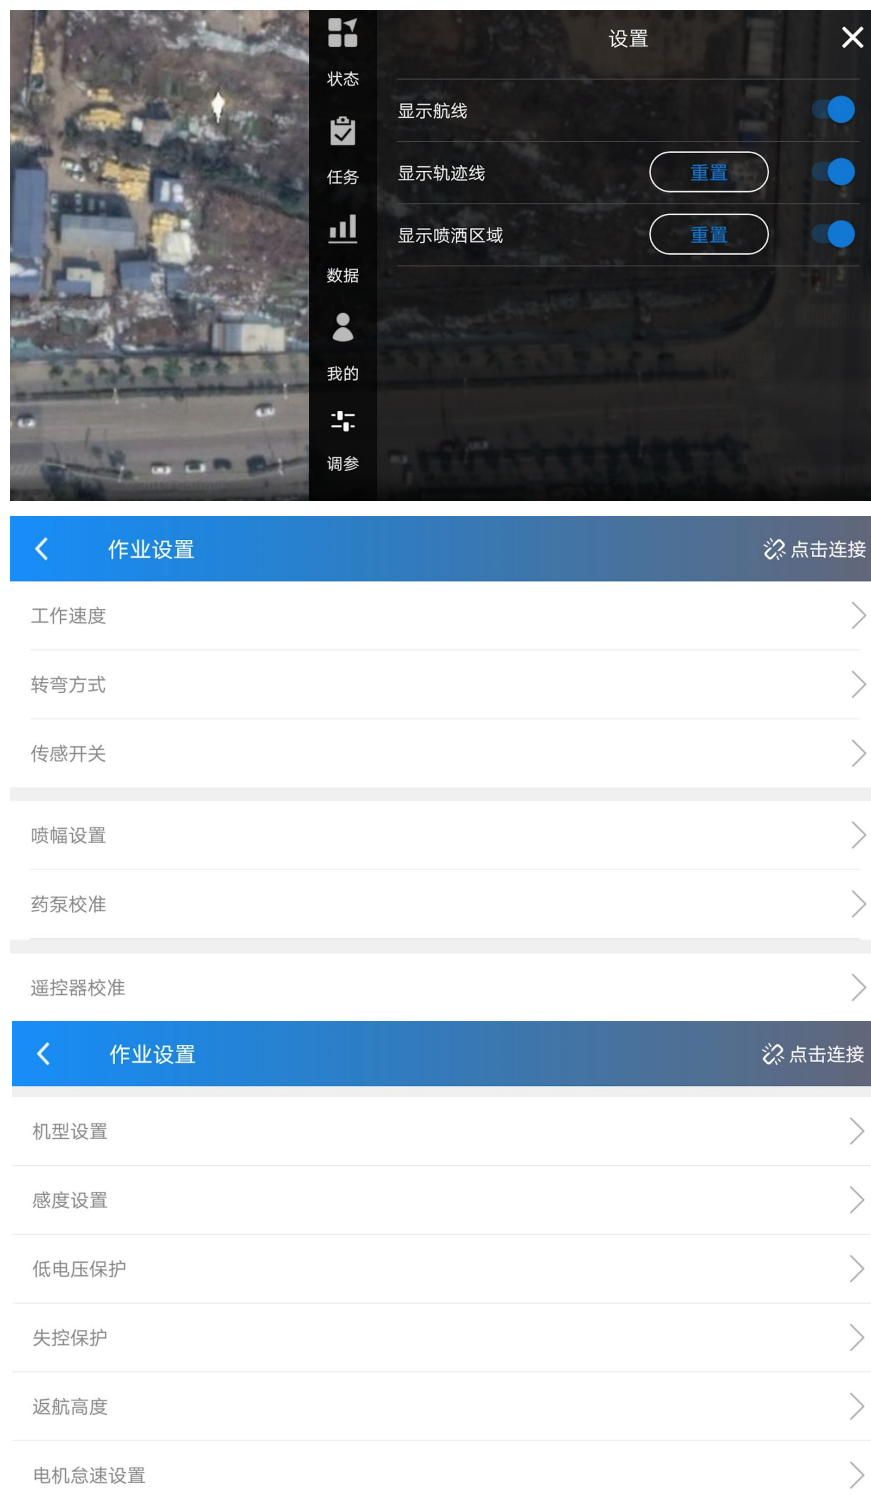 设置
状态
显示航线
任务
显示轨迹线 重置
显示喷洒区域 重置
数据
我的
调参
作业设置 点击连接
工作速度
转弯方式
传感开关
喷幅设置
药泵校准
遥控器校准
作业设置 点击连接
机型设置
感度设置
低电压保护
失控保护
返航高度
电机怠速设置